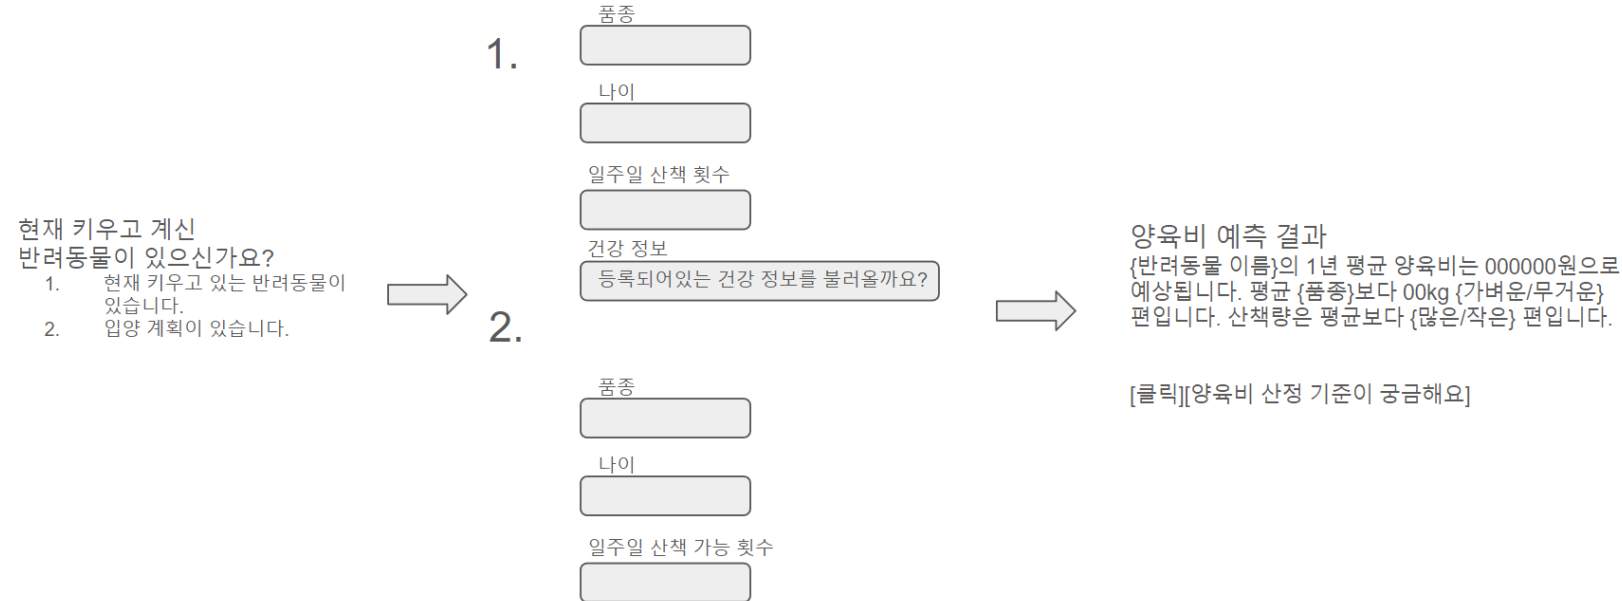 현재 키우고 계신
반려동물이 있으신가요?
1. 현재 키우고 있는 반려동물이
있습니다.
2. 입양 계획이 있습니다.
1.
품종
나이
일주일 산책 횟수
건강 정보
등록되어있는 건강 정보를 불러올까요?
2.
품종
나이
일주일 산책 가능 횟수
양육비 예측 결과
{반려동물 이름}의 1년 평균 양육비는 000000원으로
예상됩니다. 평균 {품종}보다 00kg {가벼운/무거운}
편입니다. 산책량은 평균보다 {많은/작은} 편입니다.
[클릭][양육비 산정 기준이 궁금해요]